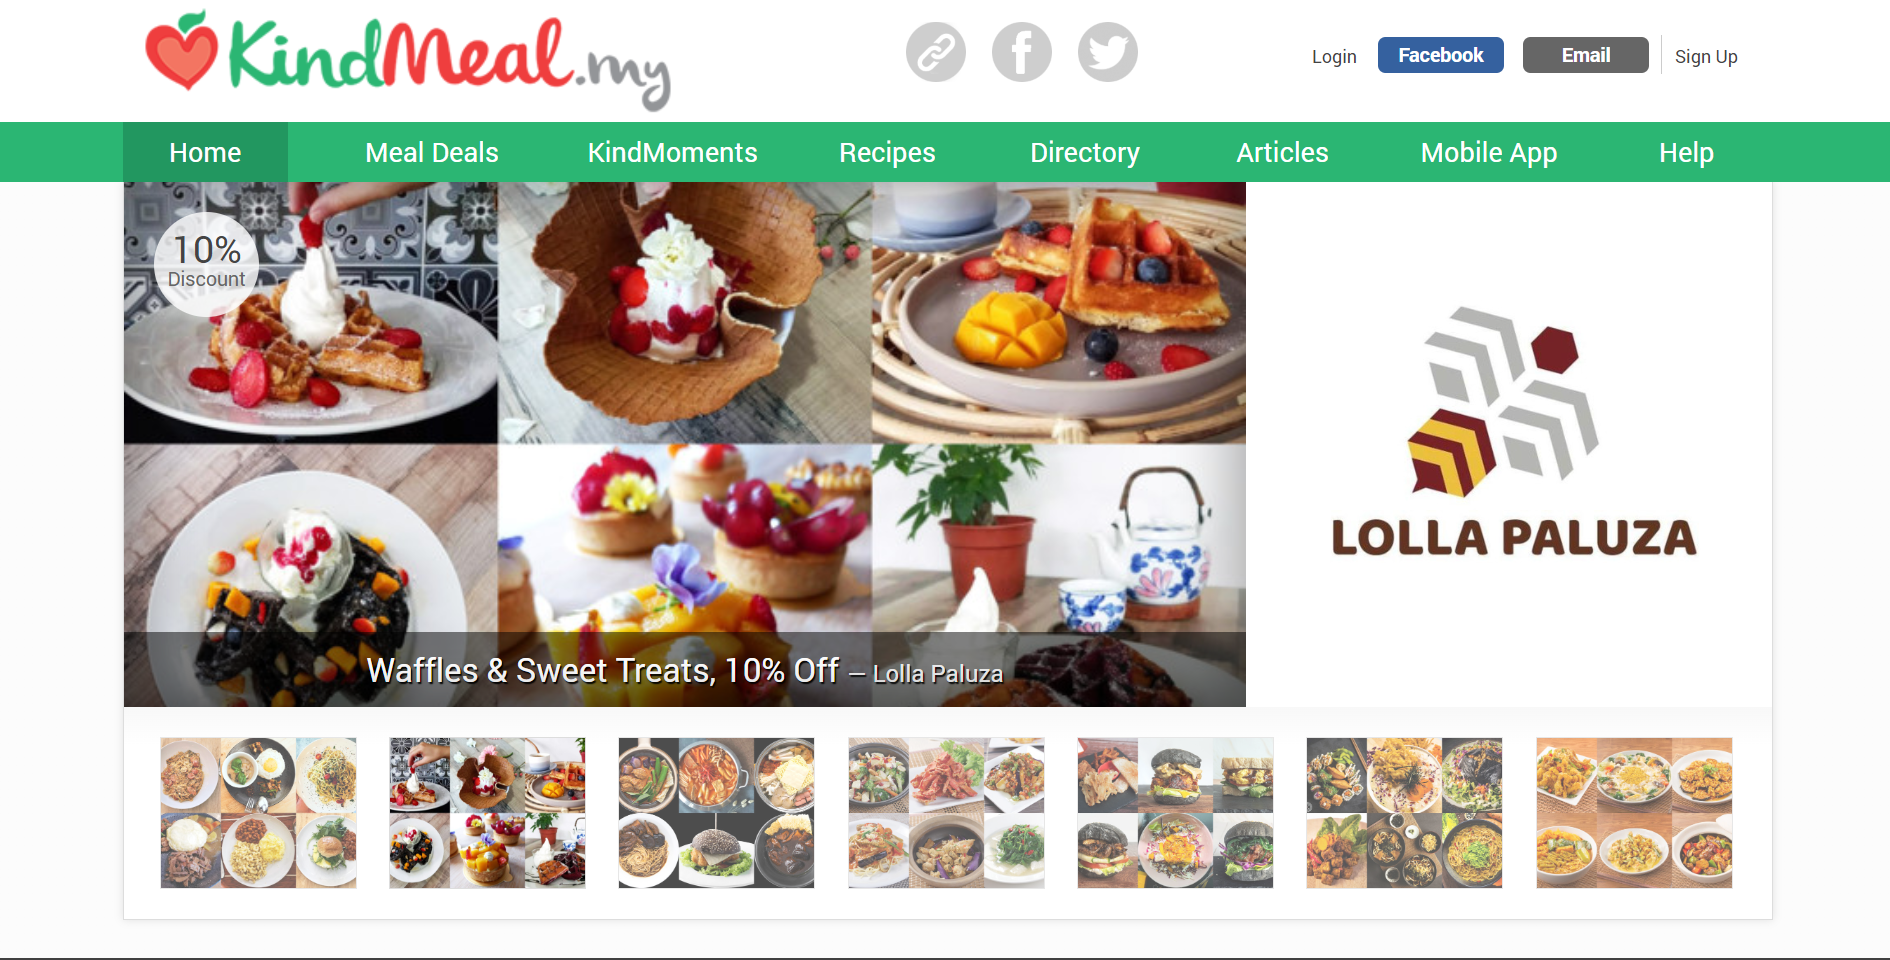 KindMeal.my
Login
Facebook
Email
Sign Up
Home
Meal Deals
KindMoments
Recipes
Directory
Articles
Mobile App
Help
10%
Discount
LOLLA PALUZA
Waffles & Sweet Treats, 10% Off – Lolla Paluza